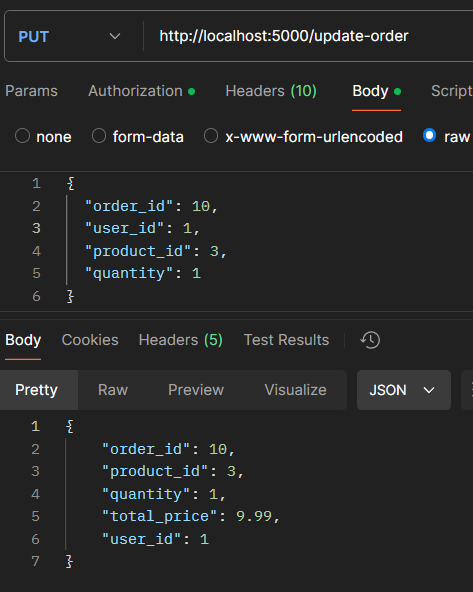 PUT http://localhost:5000/update-order
Params Authorization Headers (10) Body Script
none form-data x-www-form-urlencoded raw
1 {
2 "order_id": 10,
3 "user_id": 1,
4 "product_id": 3,
5 "quantity": 1
6 }
Body Cookies Headers (5) Test Results
Pretty Raw Preview Visualize JSON
1 {
2 "order_id": 10,
3 "product_id": 3,
4 "quantity": 1,
5 "total_price": 9.99,
6 "user_id": 1
7 }